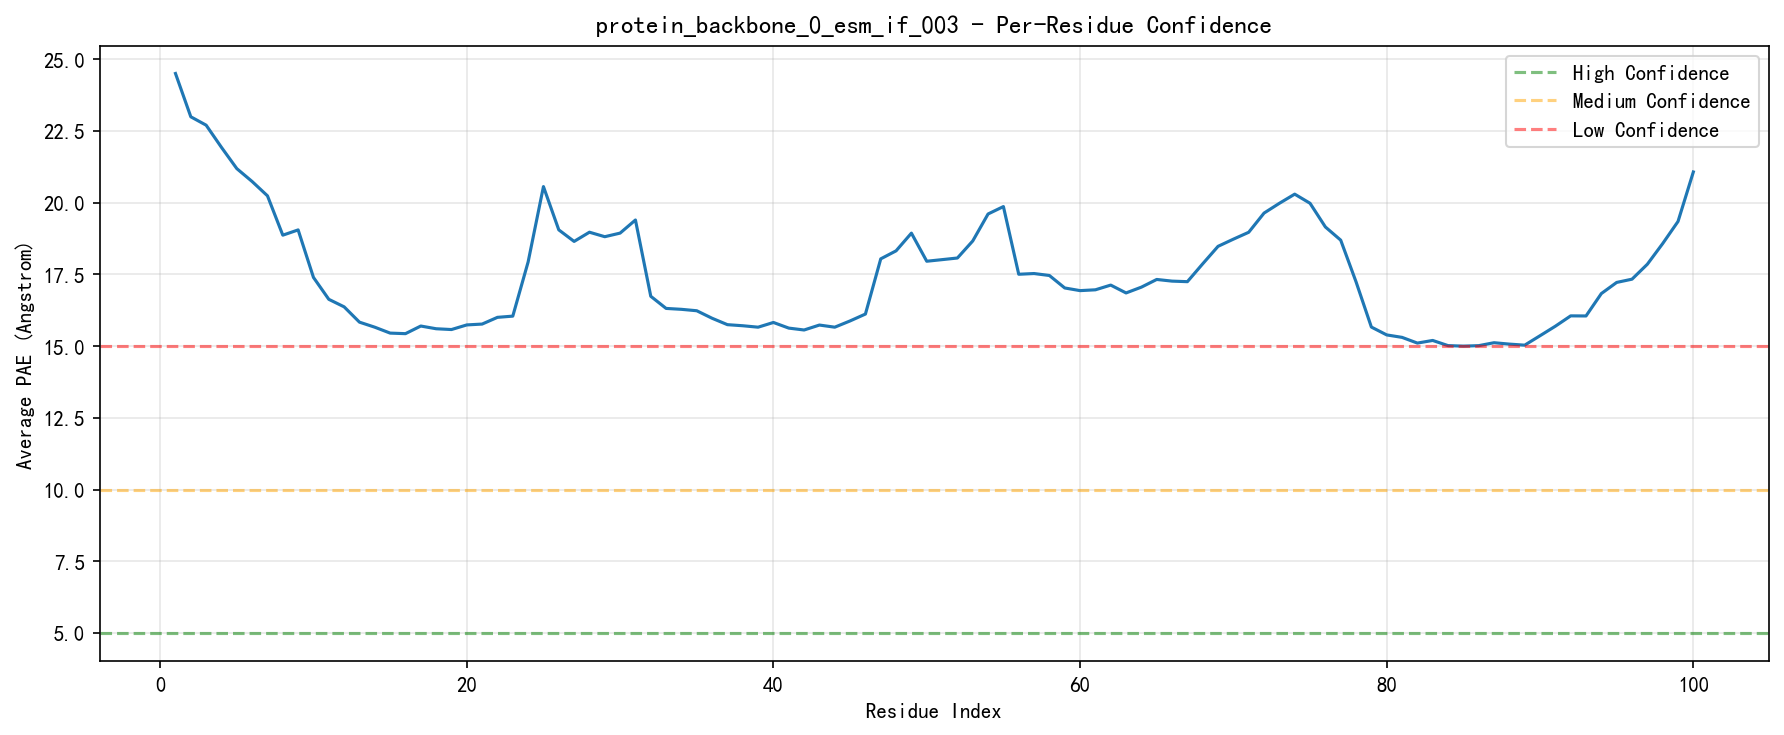 protein_backbone_0_esm_if_003 - Per-Residue Confidence
25.0
22.5
20.0
17.5
15.0
12.5
10.0
7.5
5.0
Average PAE (Angstrom)
High Confidence
Medium Confidence
Low Confidence
0 20 40 60 80 100
Residue Index